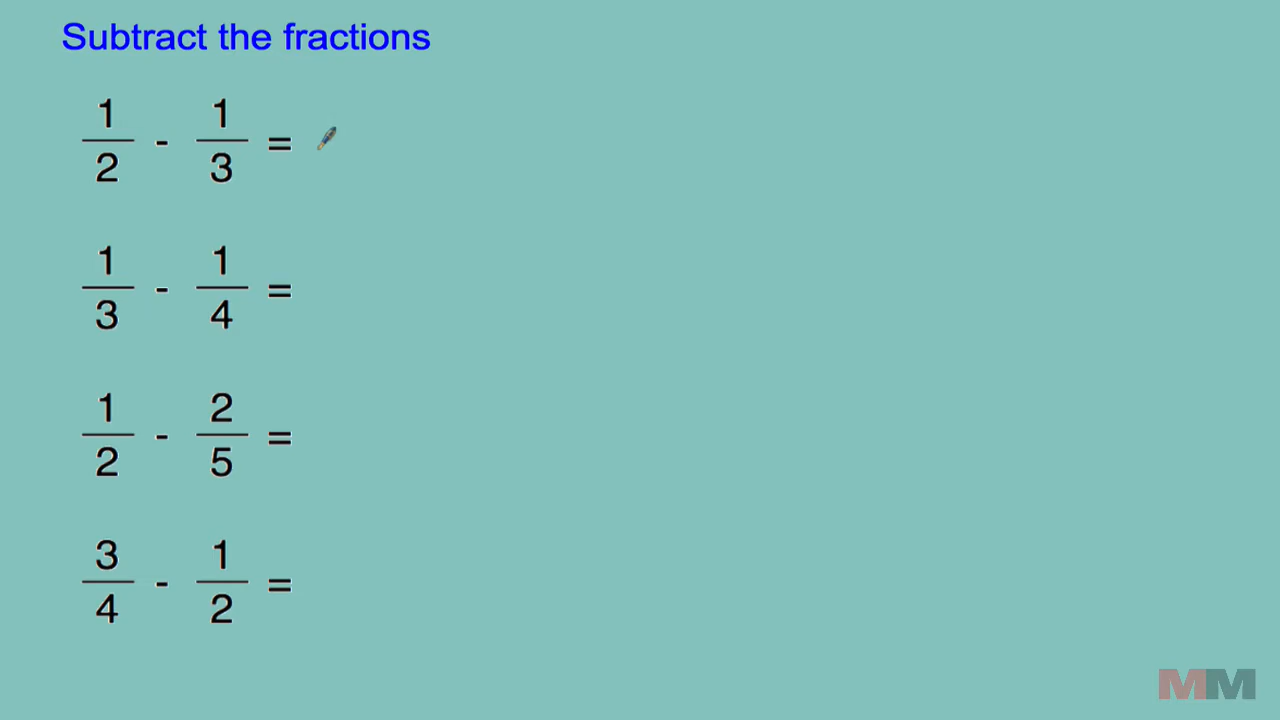 Subtract the fractions
1/2 - 1/3 =
1/3 - 1/4 =
1/2 - 2/5 =
3/4 - 1/2 =
MM